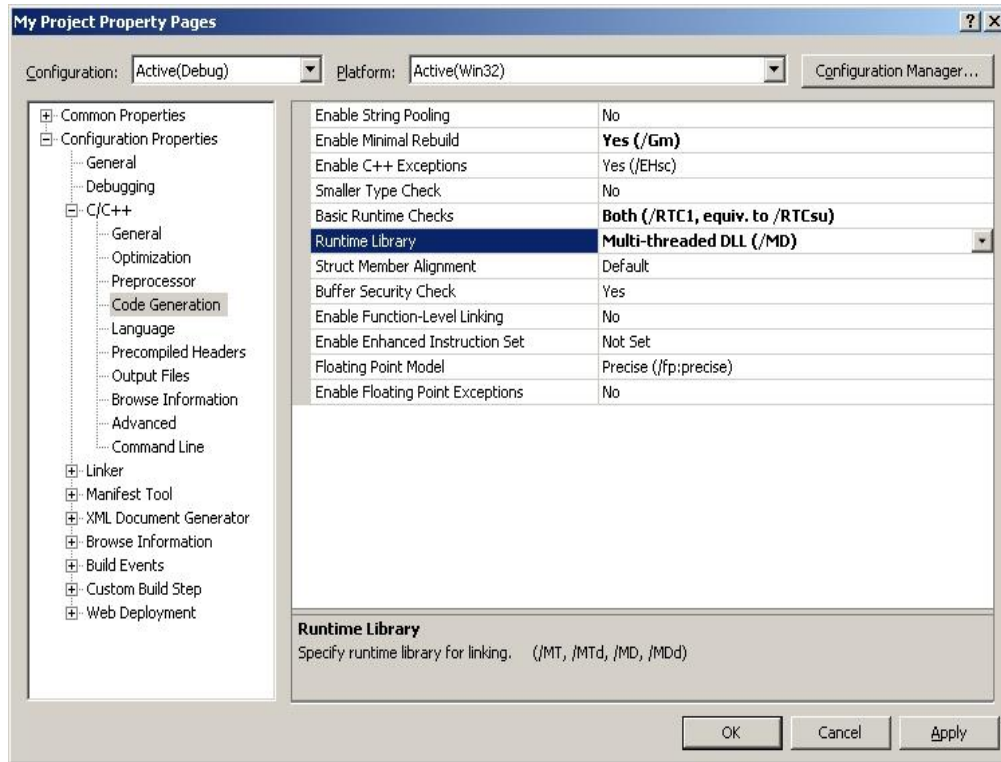 My Project Property Pages
Configuration: Active(Debug) Platform: Active(Win32) Configuration Manager...
Common Properties
Configuration Properties
General
Debugging
C/C++
General
Optimization
Preprocessor
Code Generation
Language
Precompiled Headers
Output Files
Browse Information
Advanced
Command Line
Linker
Manifest Tool
XML Document Generator
Browse Information
Build Events
Custom Build Step
Web Deployment
Enable String Pooling No
Enable Minimal Rebuild Yes (/Gm)
Enable C++ Exceptions Yes (/EHsc)
Smaller Type Check No
Basic Runtime Checks Both (/RTC1, equiv. to /RTCsu)
Runtime Library Multi-threaded DLL (/MD)
Struct Member Alignment Default
Buffer Security Check Yes
Enable Function-Level Linking No
Enable Enhanced Instruction Set Not Set
Floating Point Model Precise (/fp:precise)
Enable Floating Point Exceptions No
Runtime Library
Specify runtime library for linking. (/MT, /MTd, /MD, /MDd)
OK Cancel Apply